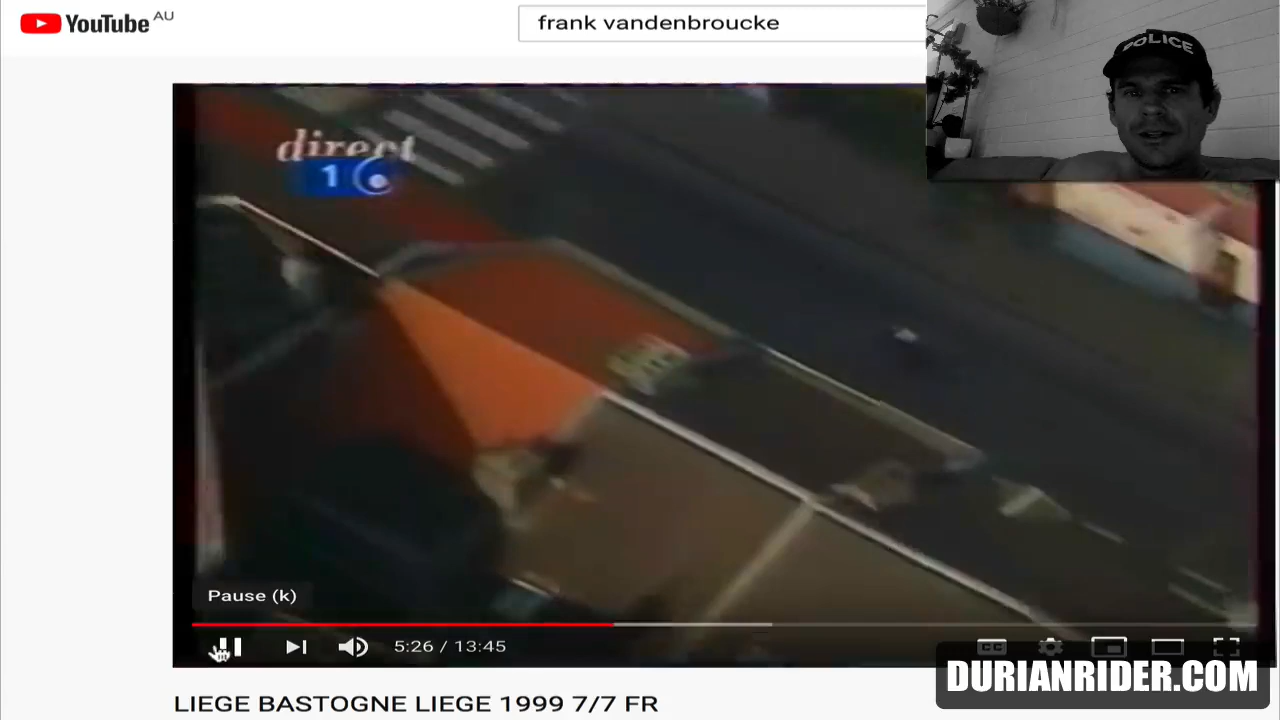 YouTube AU
frank vandenbroucke
POLICE
direct
1
Pause (k)
5:26 / 13:45
CC
DURIANRIDER.COM
LIEGE BASTOGNE LIEGE 1999 7/7 FR